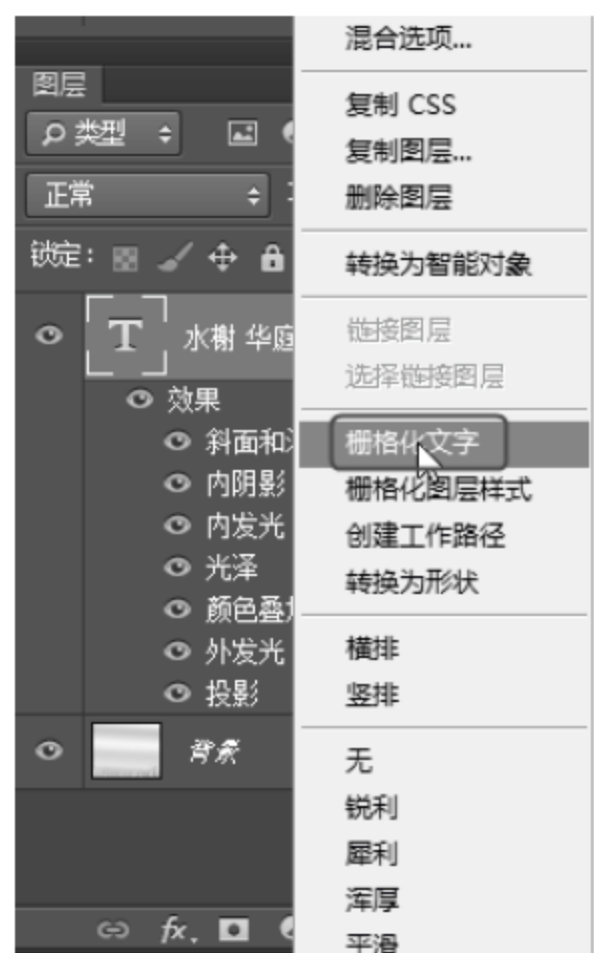 图层
类型
正常
锁定:
T 水榭 华庭
效果
斜面和
内阴影
内发光
光泽
颜色叠
外发光
投影
背景
fx.
混合选项...
复制 CSS
复制图层...
删除图层
转换为智能对象
链接图层
选择链接图层
栅格化文字
栅格化图层样式
创建工作路径
转换为形状
横排
竖排
无
锐利
犀利
浑厚
平滑